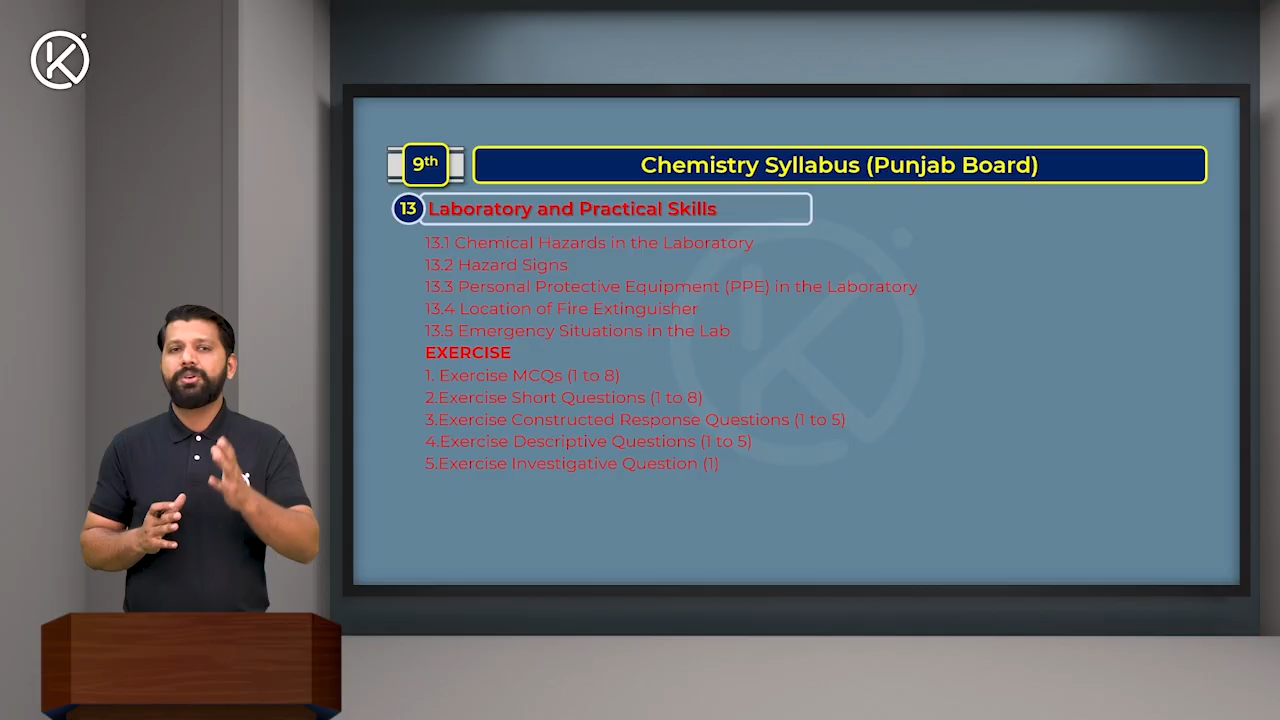 9th
Chemistry Syllabus (Punjab Board)
13 Laboratory and Practical Skills
13.1 Chemical Hazards in the Laboratory
13.2 Hazard Signs
13.3 Personal Protective Equipment (PPE) in the Laboratory
13.4 Location of Fire Extinguisher
13.5 Emergency Situations in the Lab
EXERCISE
1. Exercise MCQs (1 to 8)
2.Exercise Short Questions (1 to 8)
3.Exercise Constructed Response Questions (1 to 5)
4.Exercise Descriptive Questions (1 to 5)
5.Exercise Investigative Question (1)